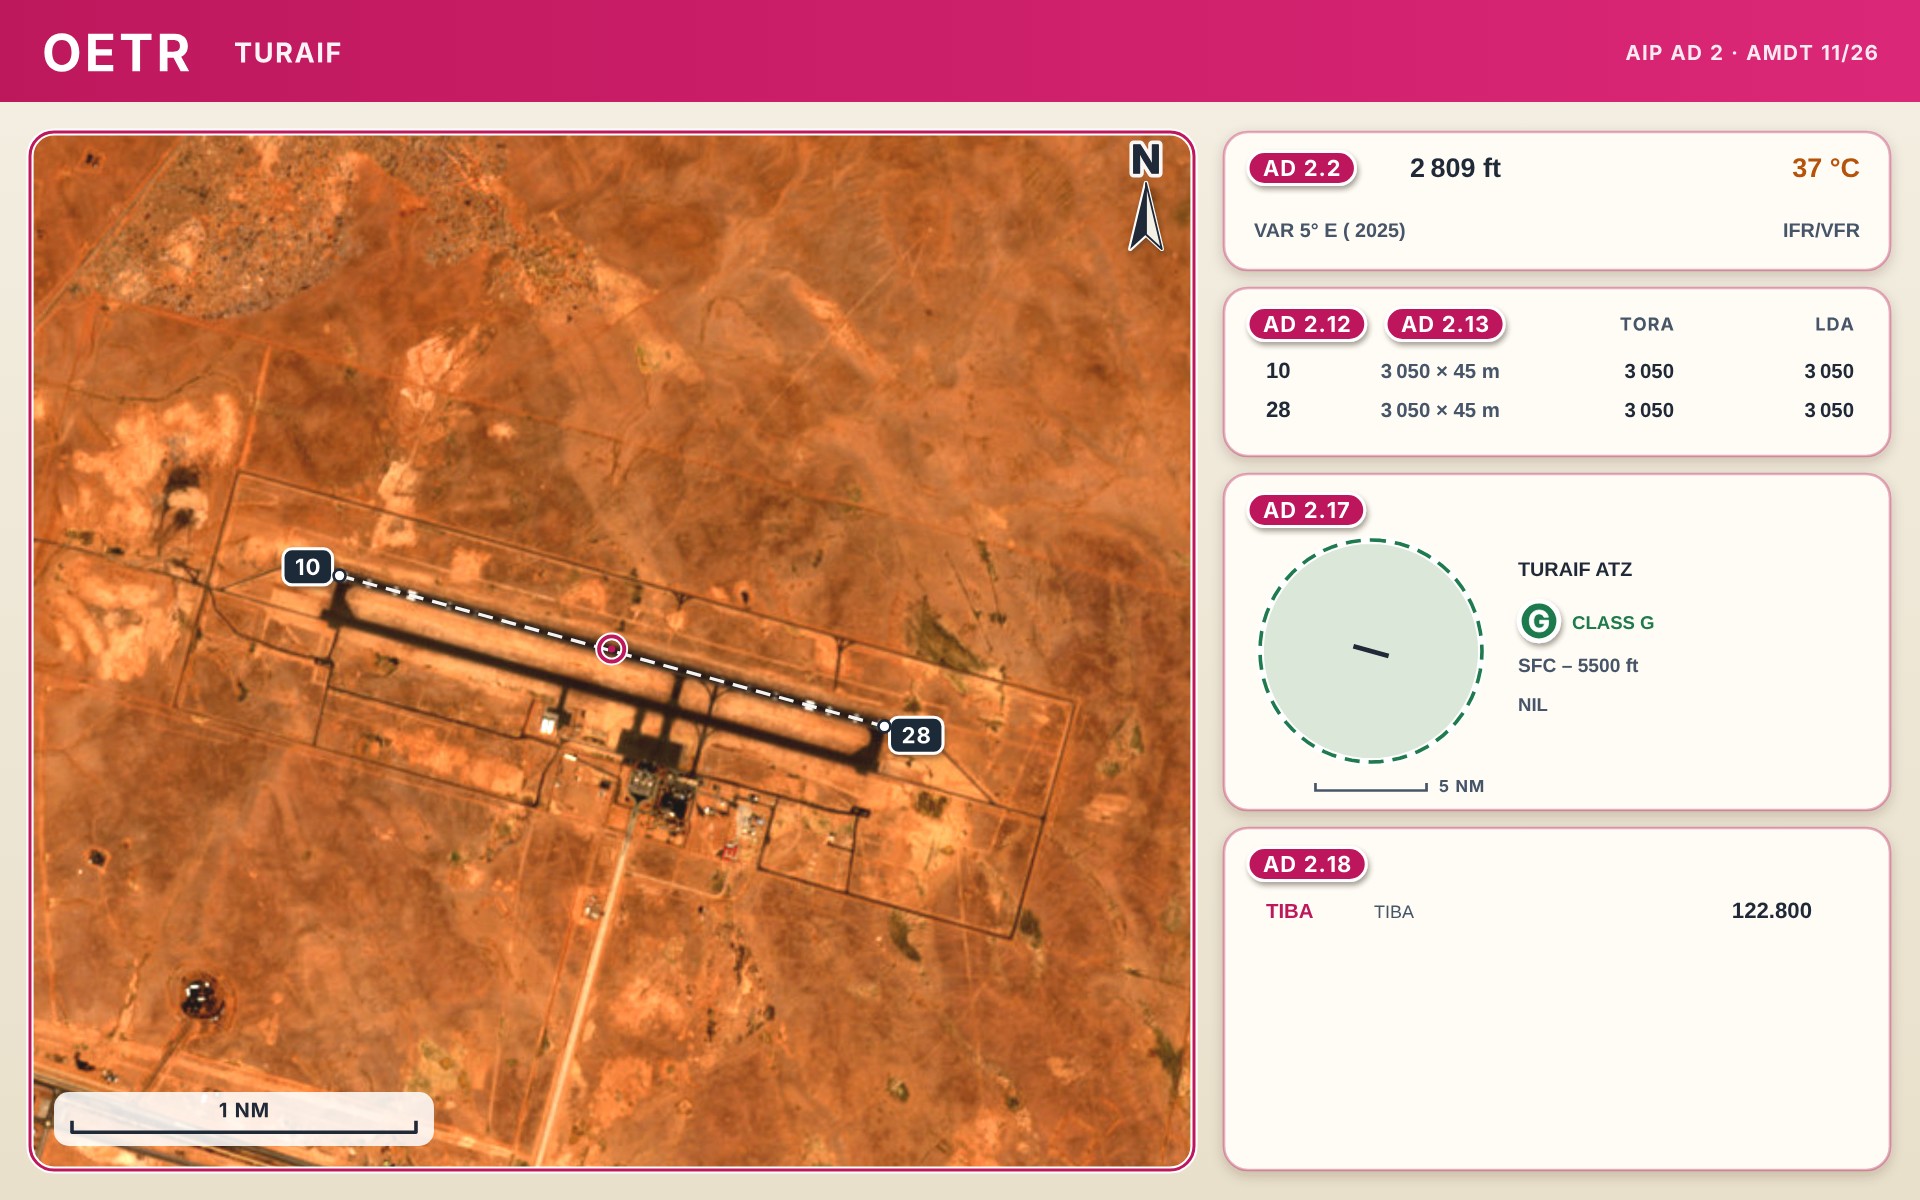 OETR TURAIF AIP AD 2 · AMDT 11/26
N
10
28
1 NM
AD 2.2 2 809 ft 37 °C
VAR 5° E ( 2025) IFR/VFR
AD 2.12 AD 2.13 TORA LDA
10 3 050 × 45 m 3 050 3 050
28 3 050 × 45 m 3 050 3 050
AD 2.17
TURAIF ATZ
G CLASS G
SFC – 5500 ft
NIL
5 NM
AD 2.18
TIBA TIBA 122.800